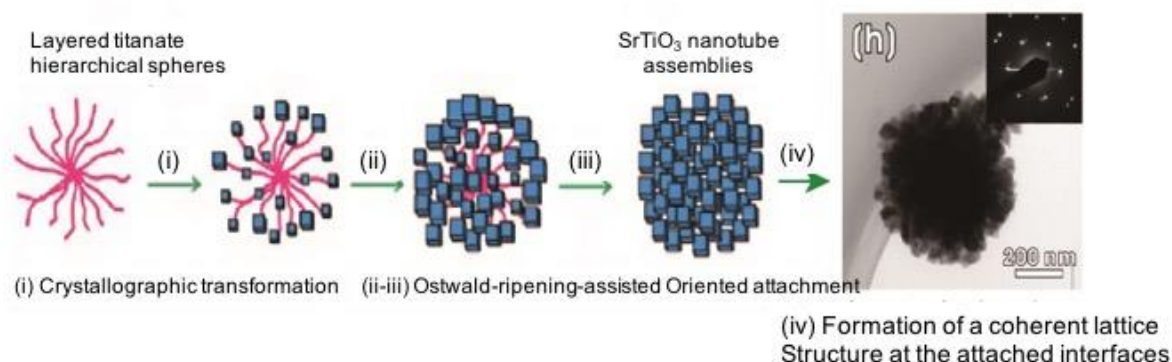 Layered titanate
hierarchical spheres
SrTiO₃ nanotube
assemblies
(h)
(i)
(ii)
(iii)
(iv)
200 nm
(i) Crystallographic transformation
(ii-iii) Ostwald-ripening-assisted Oriented attachment
(iv) Formation of a coherent lattice
Structure at the attached interfaces